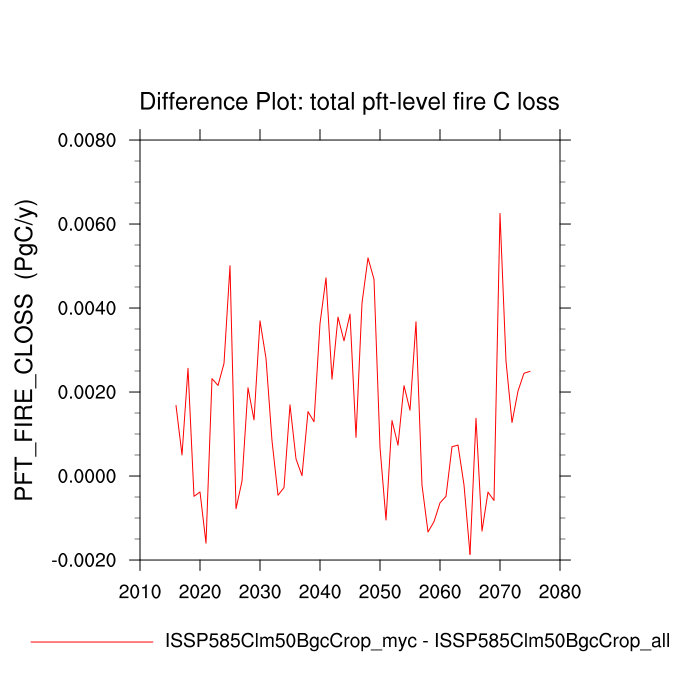 Difference Plot: total pft-level fire C loss
PFT_FIRE_CLOSS (PgC/y)
0.0080
0.0060
0.0040
0.0020
0.0000
-0.0020
2010 2020 2030 2040 2050 2060 2070 2080
ISSP585Clm50BgcCrop_myc - ISSP585Clm50BgcCrop_all